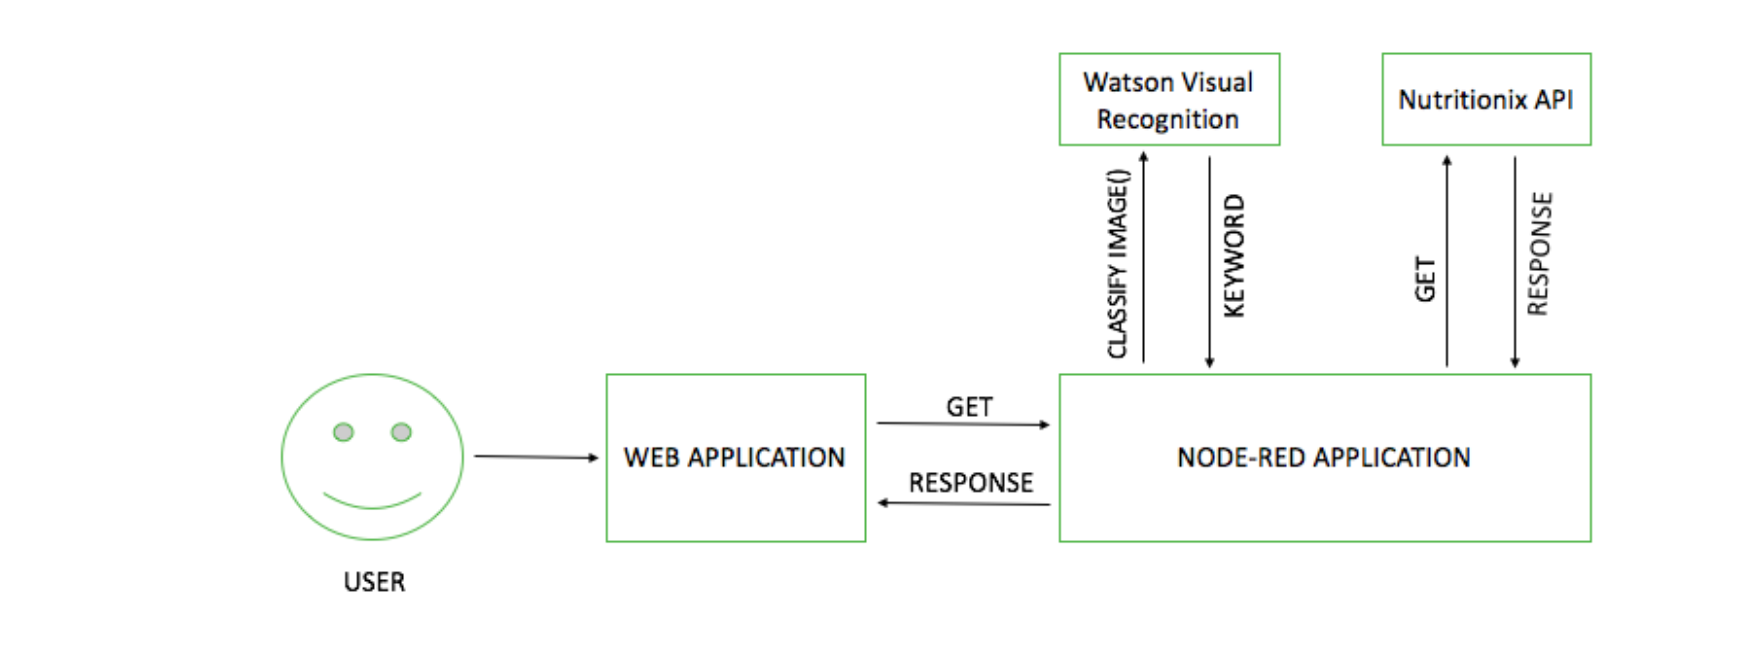 Watson Visual
Recognition
Nutritionix API
CLASSIFY IMAGE()
KEYWORD
GET
RESPONSE
GET
WEB APPLICATION
NODE-RED APPLICATION
RESPONSE
USER